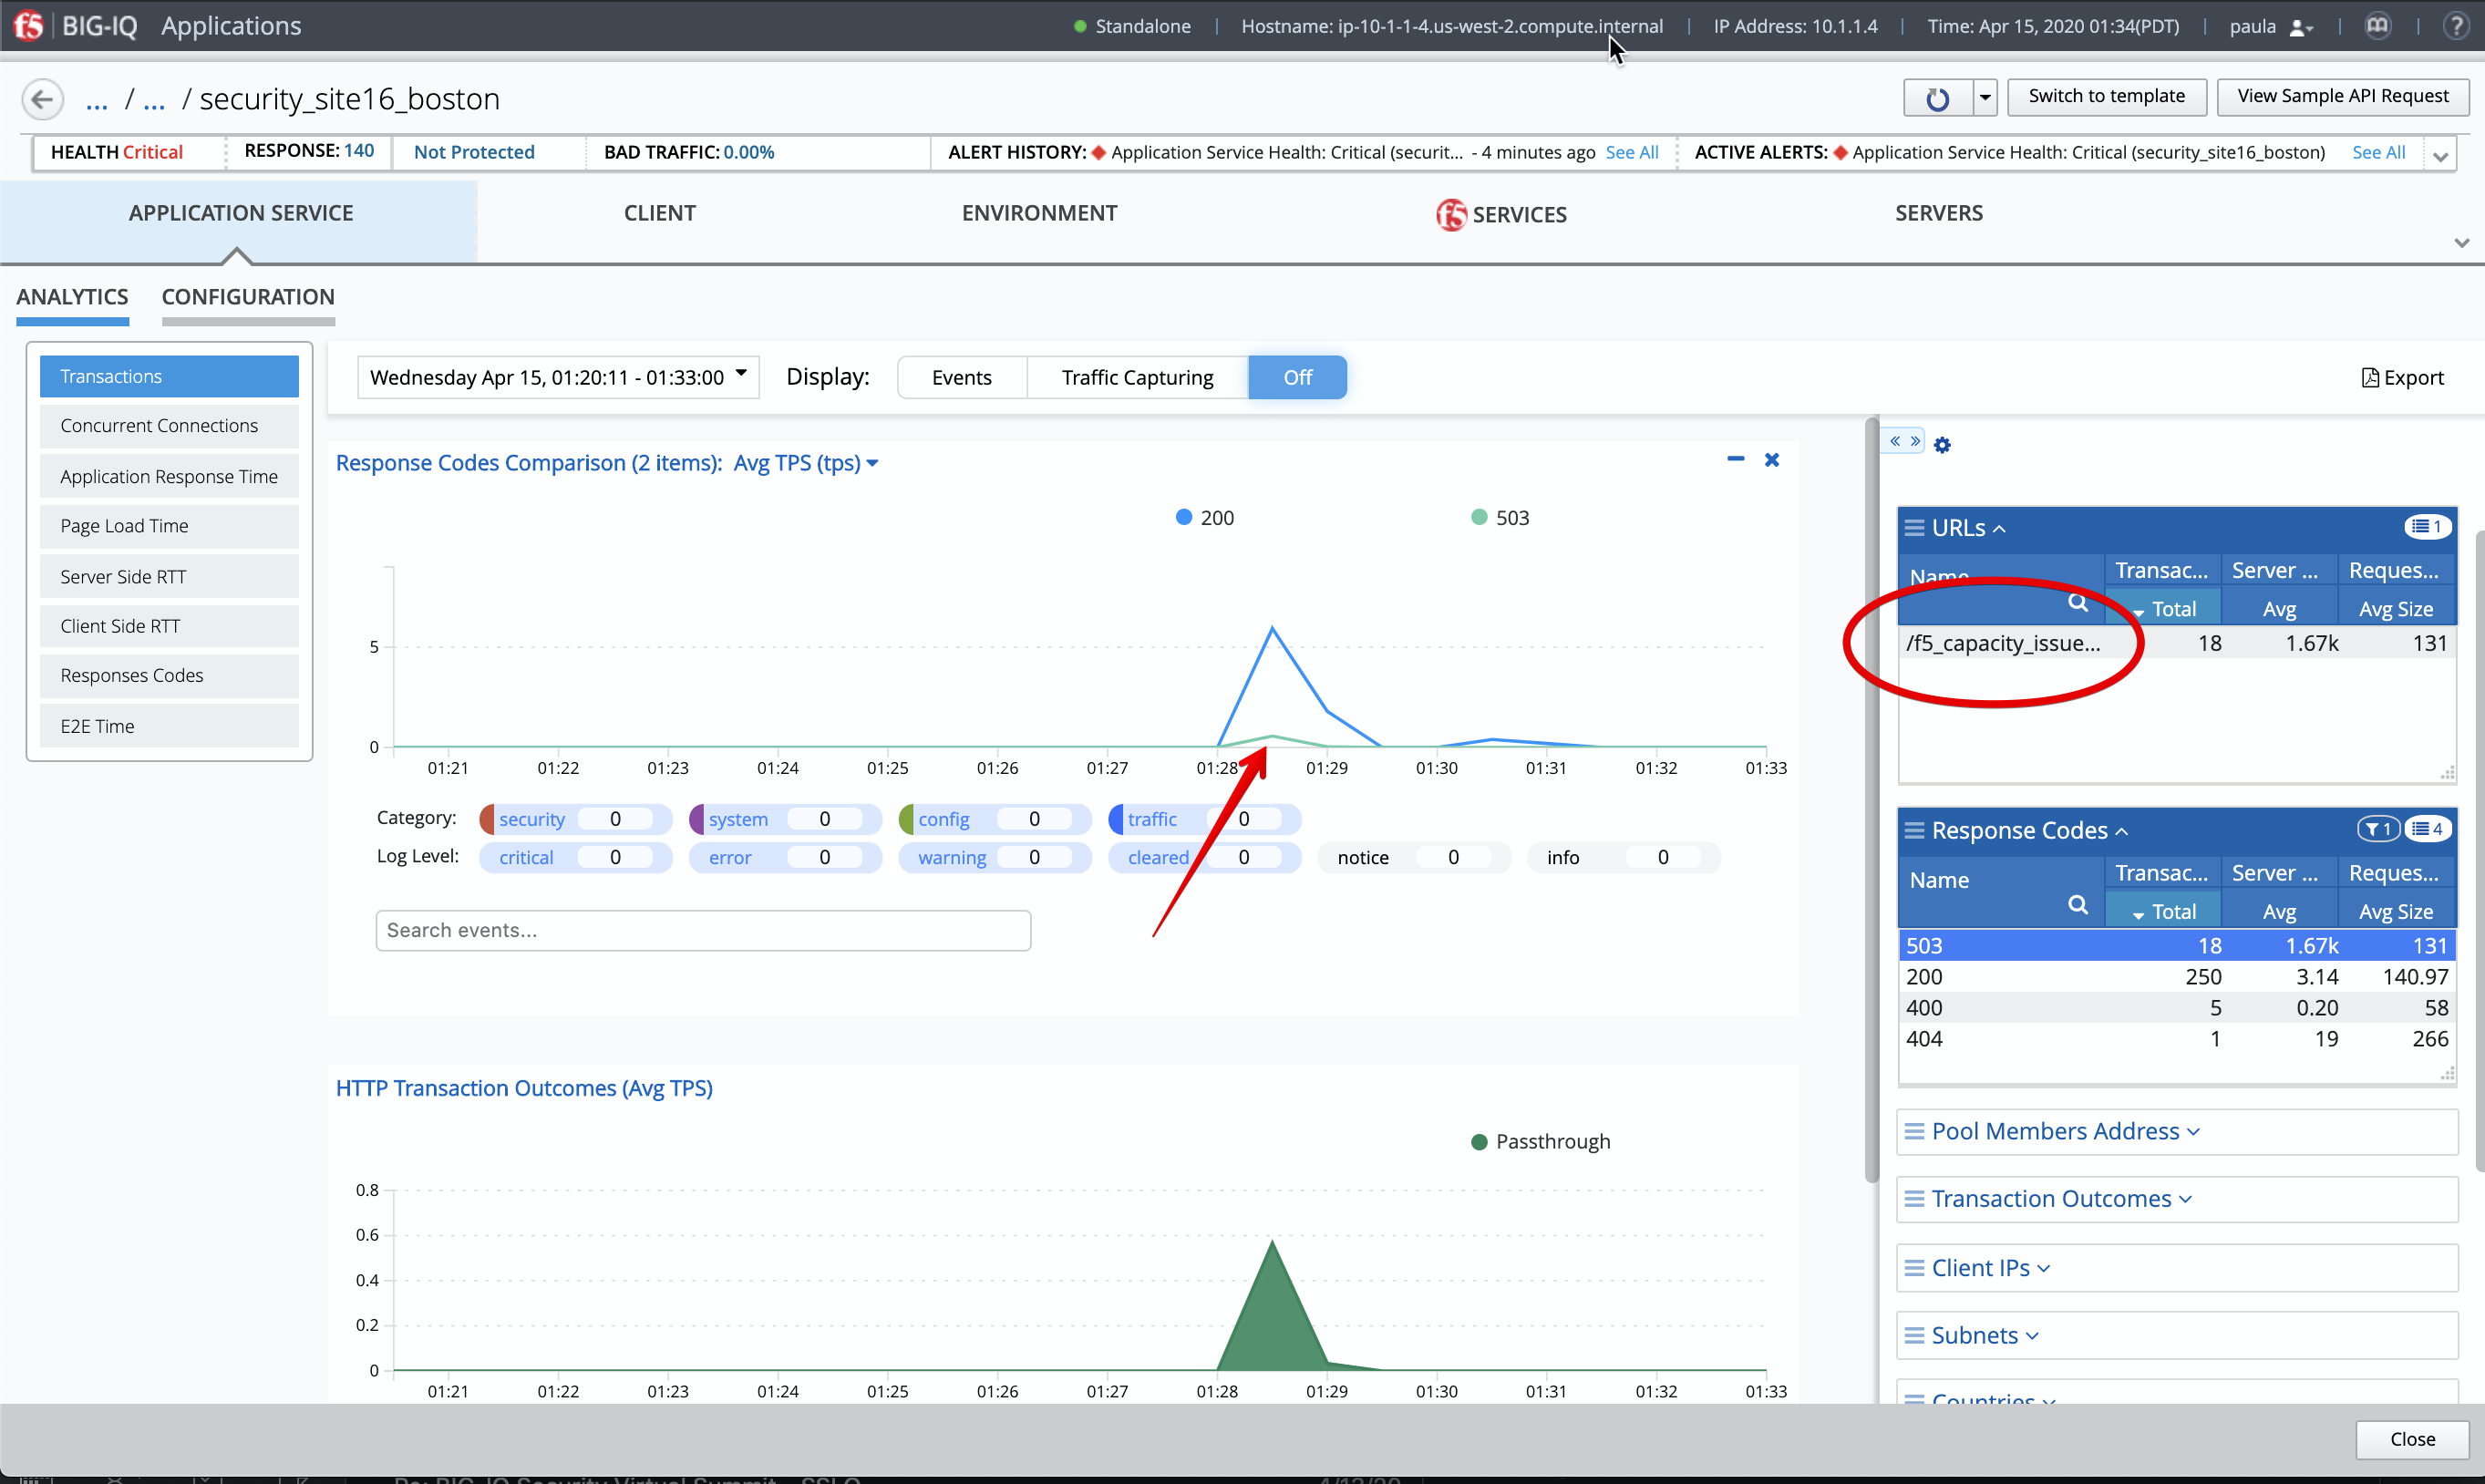 f5 BIG-IQ Applications Standalone Hostname: ip-10-1-1-4.us-west-2.compute.internal IP Address: 10.1.1.4 Time: Apr 15, 2020 01:34(PDT) paula ?
... / ... / security_site16_boston Switch to template View Sample API Request
HEALTH Critical RESPONSE: 140 Not Protected BAD TRAFFIC: 0.00% ALERT HISTORY: Application Service Health: Critical (securit... - 4 minutes ago See All ACTIVE ALERTS: Application Service Health: Critical (security_site16_boston) See All
APPLICATION SERVICE CLIENT ENVIRONMENT f5 SERVICES SERVERS
ANALYTICS CONFIGURATION
Transactions
Concurrent Connections
Application Response Time
Page Load Time
Server Side RTT
Client Side RTT
Responses Codes
E2E Time
Wednesday Apr 15, 01:20:11 - 01:33:00 Display: Events Traffic Capturing Off Export
Response Codes Comparison (2 items): Avg TPS (tps)
200 503
5
0
01:21 01:22 01:23 01:24 01:25 01:26 01:27 01:28 01:29 01:30 01:31 01:32 01:33
Category: security 0 system 0 config 0 traffic 0
Log Level: critical 0 error 0 warning 0 cleared 0 notice 0 info 0
Search events...
HTTP Transaction Outcomes (Avg TPS)
Passthrough
0.8
0.6
0.4
0.2
0
01:21 01:22 01:23 01:24 01:25 01:26 01:27 01:28 01:29 01:30 01:31 01:32 01:33
« »
URLs 1
Name Transac... Server ... Reques...
Total Avg Avg Size
/f5_capacity_issue... 18 1.67k 131
Response Codes 1 4
Name Transac... Server ... Reques...
Total Avg Avg Size
503 18 1.67k 131
200 250 3.14 140.97
400 5 0.20 58
404 1 19 266
Pool Members Address
Transaction Outcomes
Client IPs
Subnets
Countries
Close